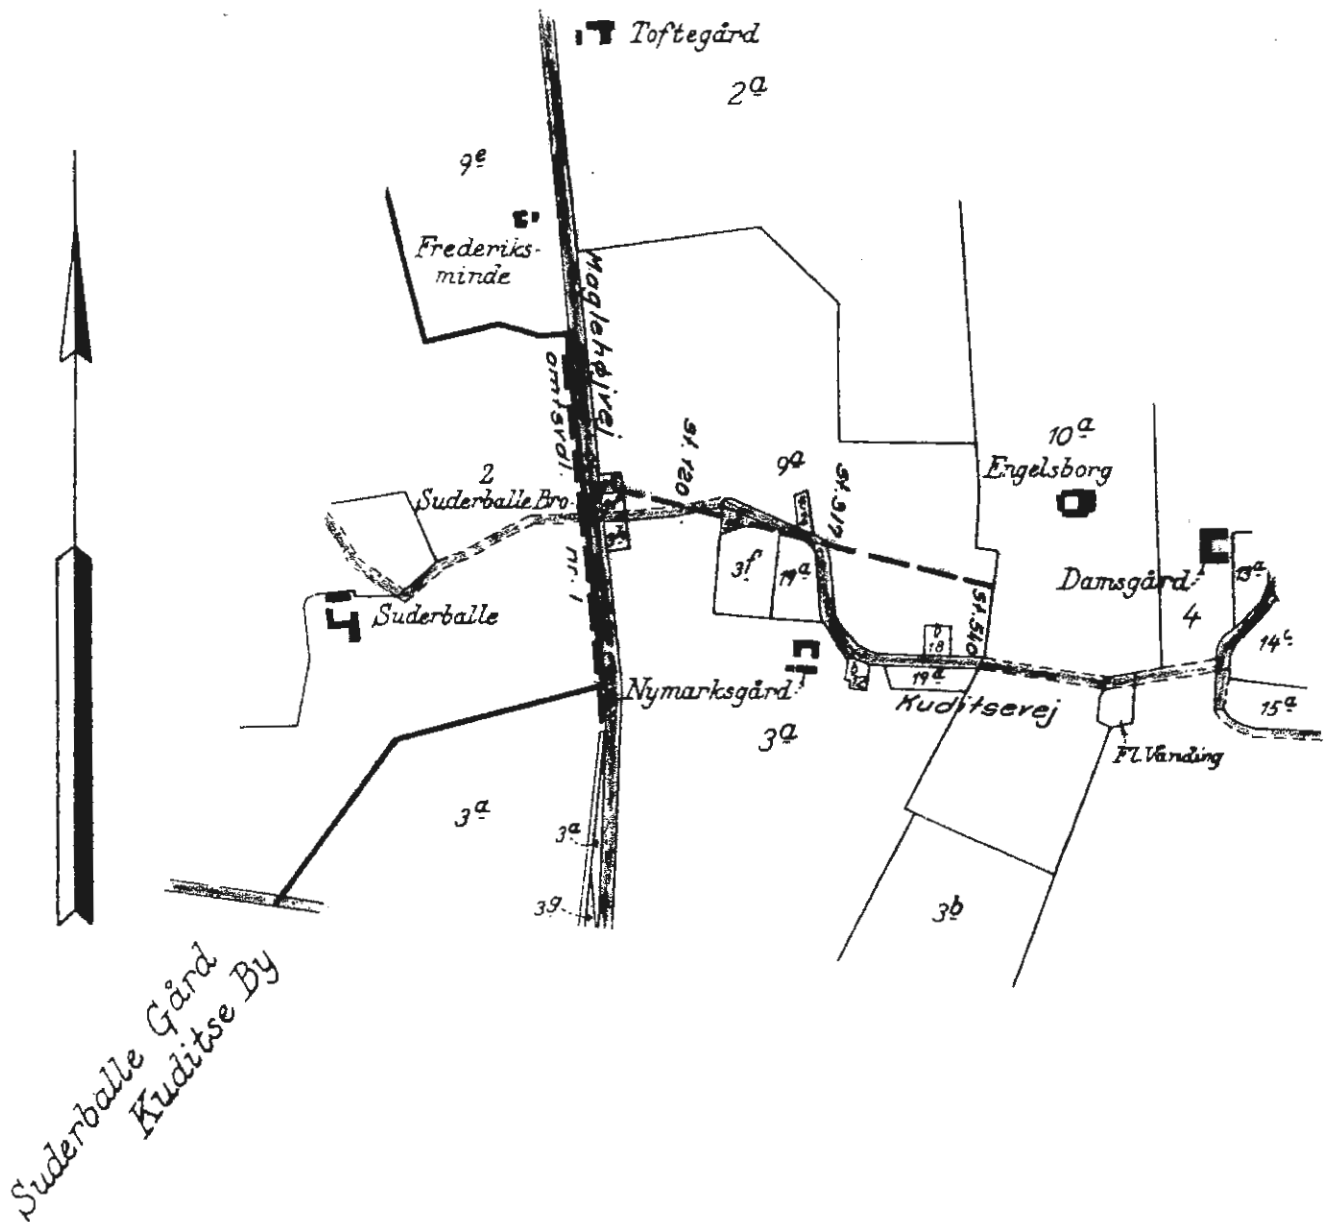 Toftegård
2a
9e
Frederiks-
minde
Maglehøjvej
amtsvdl.
nr. 1
st. 120
9a
st. 317
10a
Engelsborg
2
Suderballe Bro
3f
19a
Damsgård
13a
4
14c
Suderballe
st. 540
b
18
19a
Nymarksgård
Kuditsevej
3a
15a
Fl. Vanding
3a
3a
3g
3b
Suderballe Gård
Kuditse By